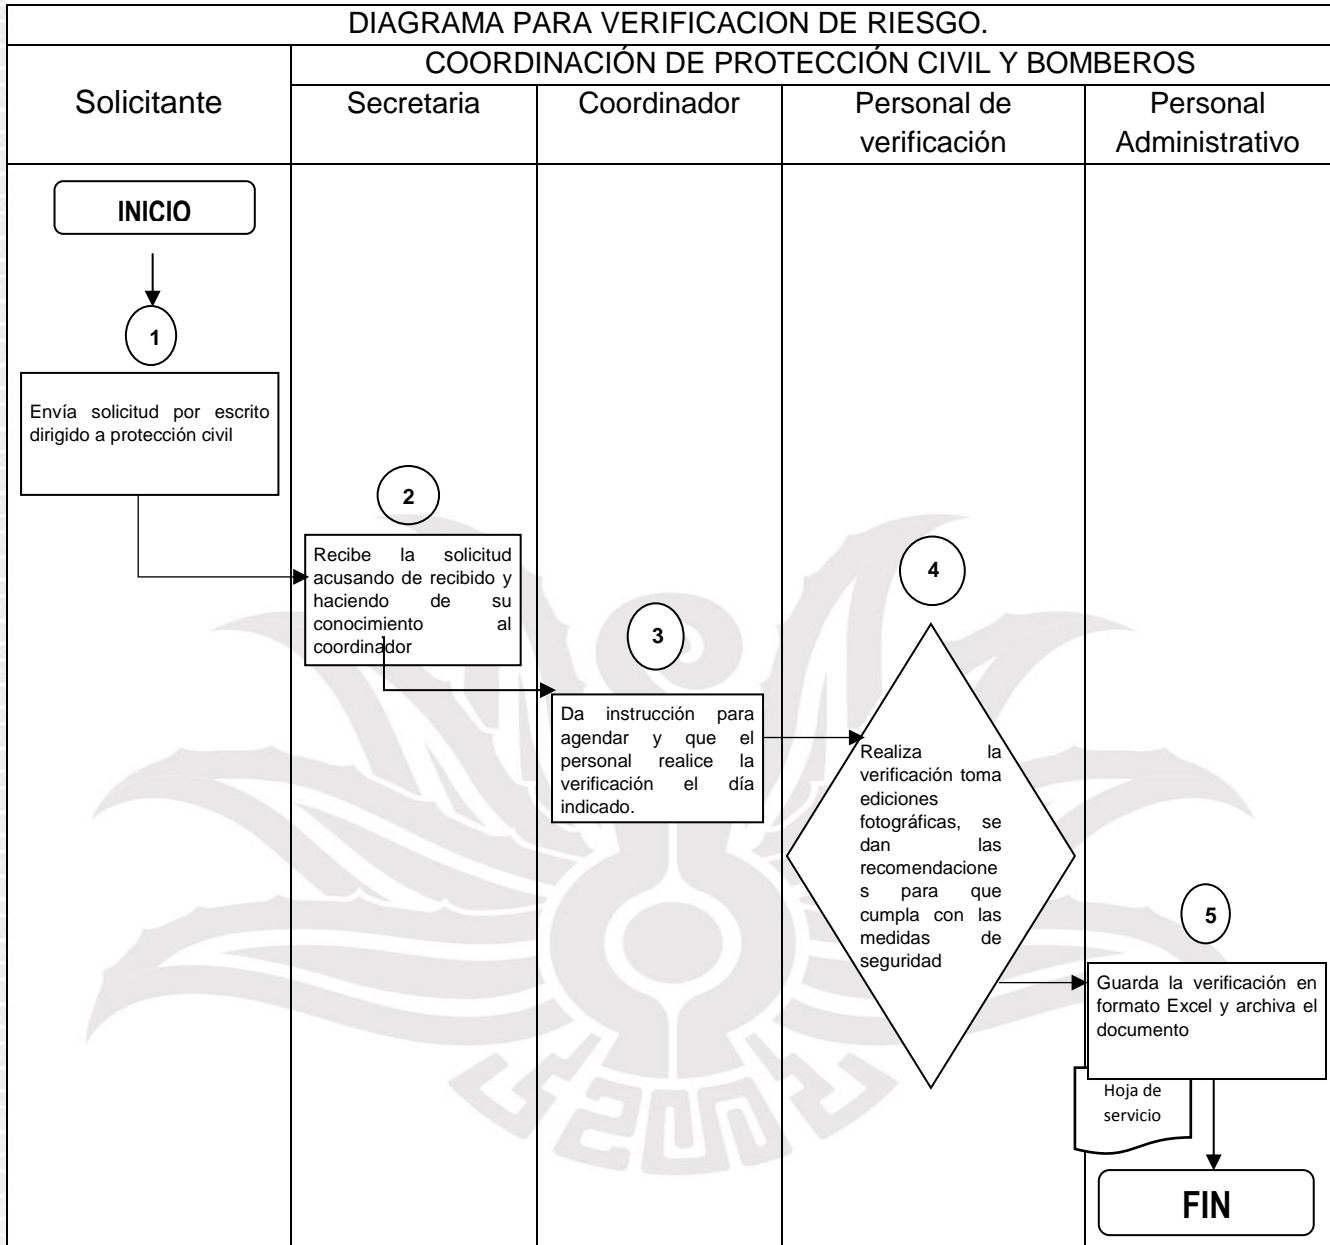 DIAGRAMA PARA VERIFICACION DE RIESGO.
Solicitante
COORDINACIÓN DE PROTECCIÓN CIVIL Y BOMBEROS
Secretaria
Coordinador
Personal de
verificación
Personal
Administrativo
INICIO
1
Envía solicitud por escrito
dirigido a protección civil
2
Recibe la solicitud
acusando de recibido y
haciendo de su
conocimiento al
coordinador
3
Da instrucción para
agendar y que el
personal realice la
verificación el día
indicado.
4
Realiza la
verificación toma
ediciones
fotográficas, se
dan las
recomendacione
s para que
cumpla con las
medidas de
seguridad
5
Guarda la verificación en
formato Excel y archiva el
documento
Hoja de
servicio
FIN